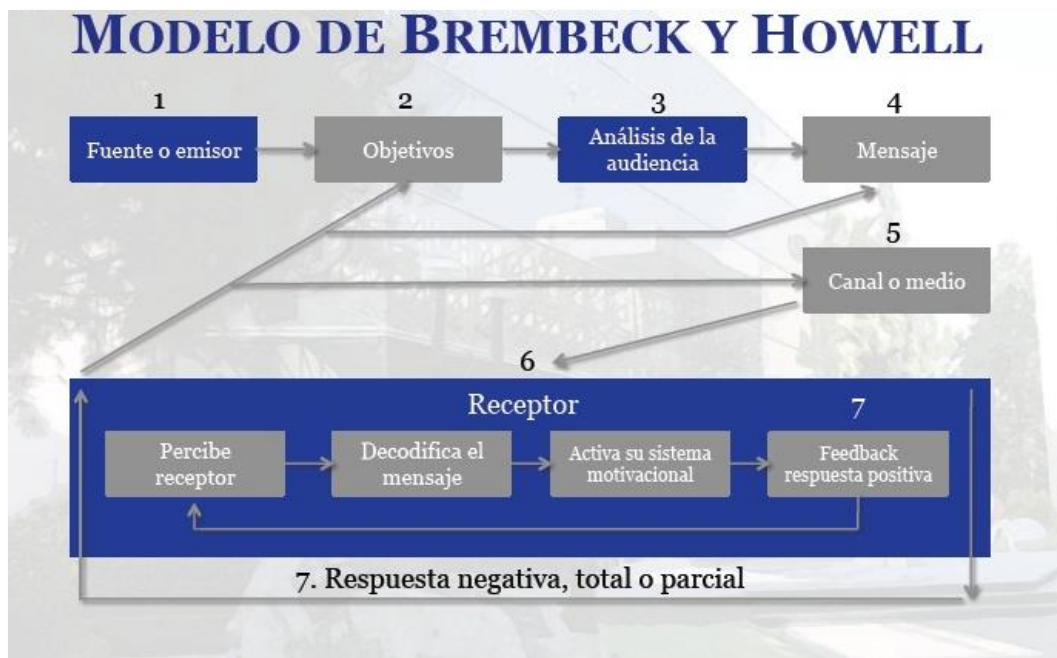 MODELO DE BREMBECK Y HOWELL
1
2
3
4
Fuente o emisor
Objetivos
Análisis de la
audiencia
Mensaje
5
Canal o medio
6
Receptor
7
Percibe
receptor
Decodifica el
mensaje
Activa su sistema
motivacional
Feedback
respuesta positiva
7. Respuesta negativa, total o parcial